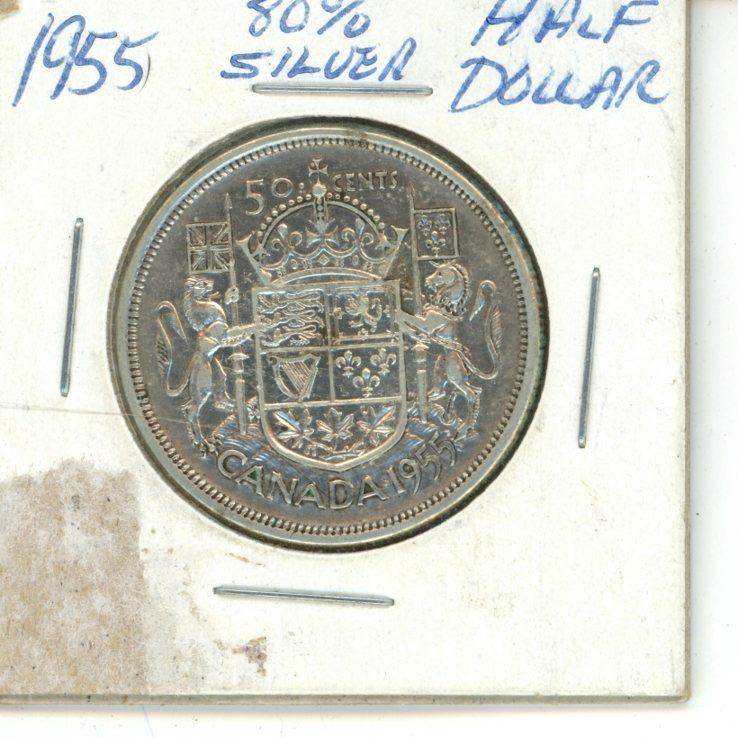 1955 80% HALF
SILVER DOLLAR
50 CENTS
CANADA 1955